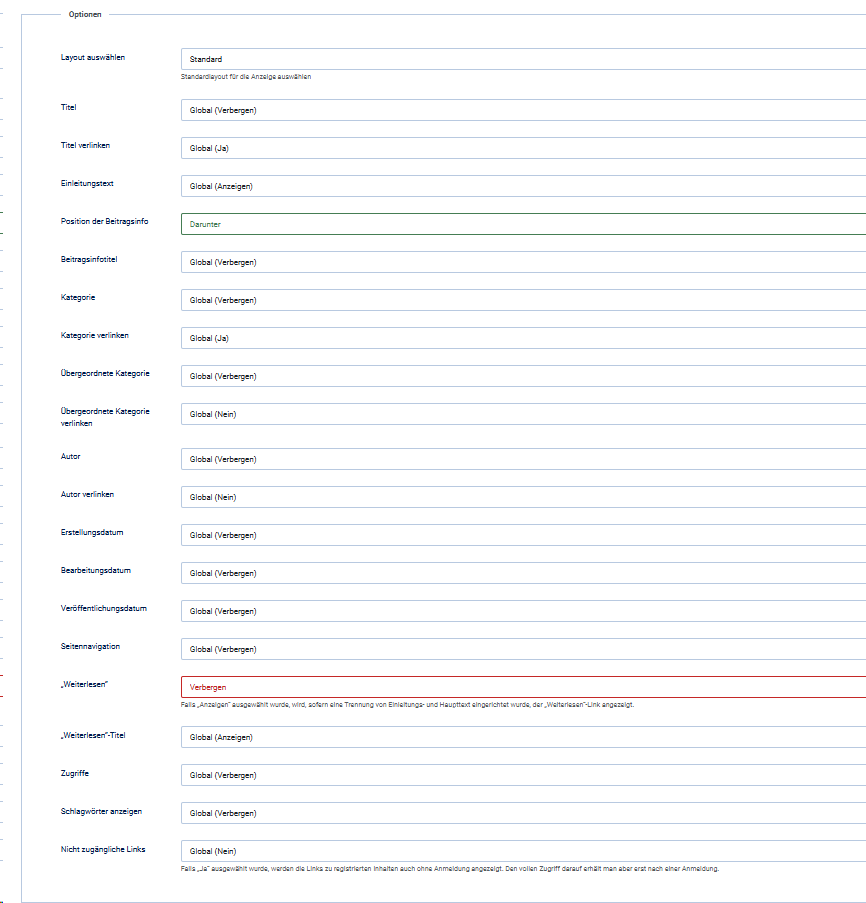 Optionen
Layout auswählen
Standard
Standardlayout für die Anzeige auswählen
Titel
Global (Verbergen)
Titel verlinken
Global (Ja)
Einleitungstext
Global (Anzeigen)
Position der Beitragsinfo
Darunter
Beitragsinfotitel
Global (Verbergen)
Kategorie
Global (Verbergen)
Kategorie verlinken
Global (Ja)
Übergeordnete Kategorie
Global (Verbergen)
Übergeordnete Kategorie
verlinken
Global (Nein)
Autor
Global (Verbergen)
Autor verlinken
Global (Nein)
Erstellungsdatum
Global (Verbergen)
Bearbeitungsdatum
Global (Verbergen)
Veröffentlichungsdatum
Global (Verbergen)
Seitennavigation
Global (Verbergen)
„Weiterlesen“
Verbergen
Falls „Anzeigen“ ausgewählt wurde, wird, sofern eine Trennung von Einleitungs- und Haupttext eingerichtet wurde, der „Weiterlesen“-Link angezeigt.
„Weiterlesen“-Titel
Global (Anzeigen)
Zugriffe
Global (Verbergen)
Schlagwörter anzeigen
Global (Verbergen)
Nicht zugängliche Links
Global (Nein)
Falls „Ja“ ausgewählt wurde, werden die Links zu registrierten Inhalten auch ohne Anmeldung angezeigt. Den vollen Zugriff darauf erhält man aber erst nach einer Anmeldung.